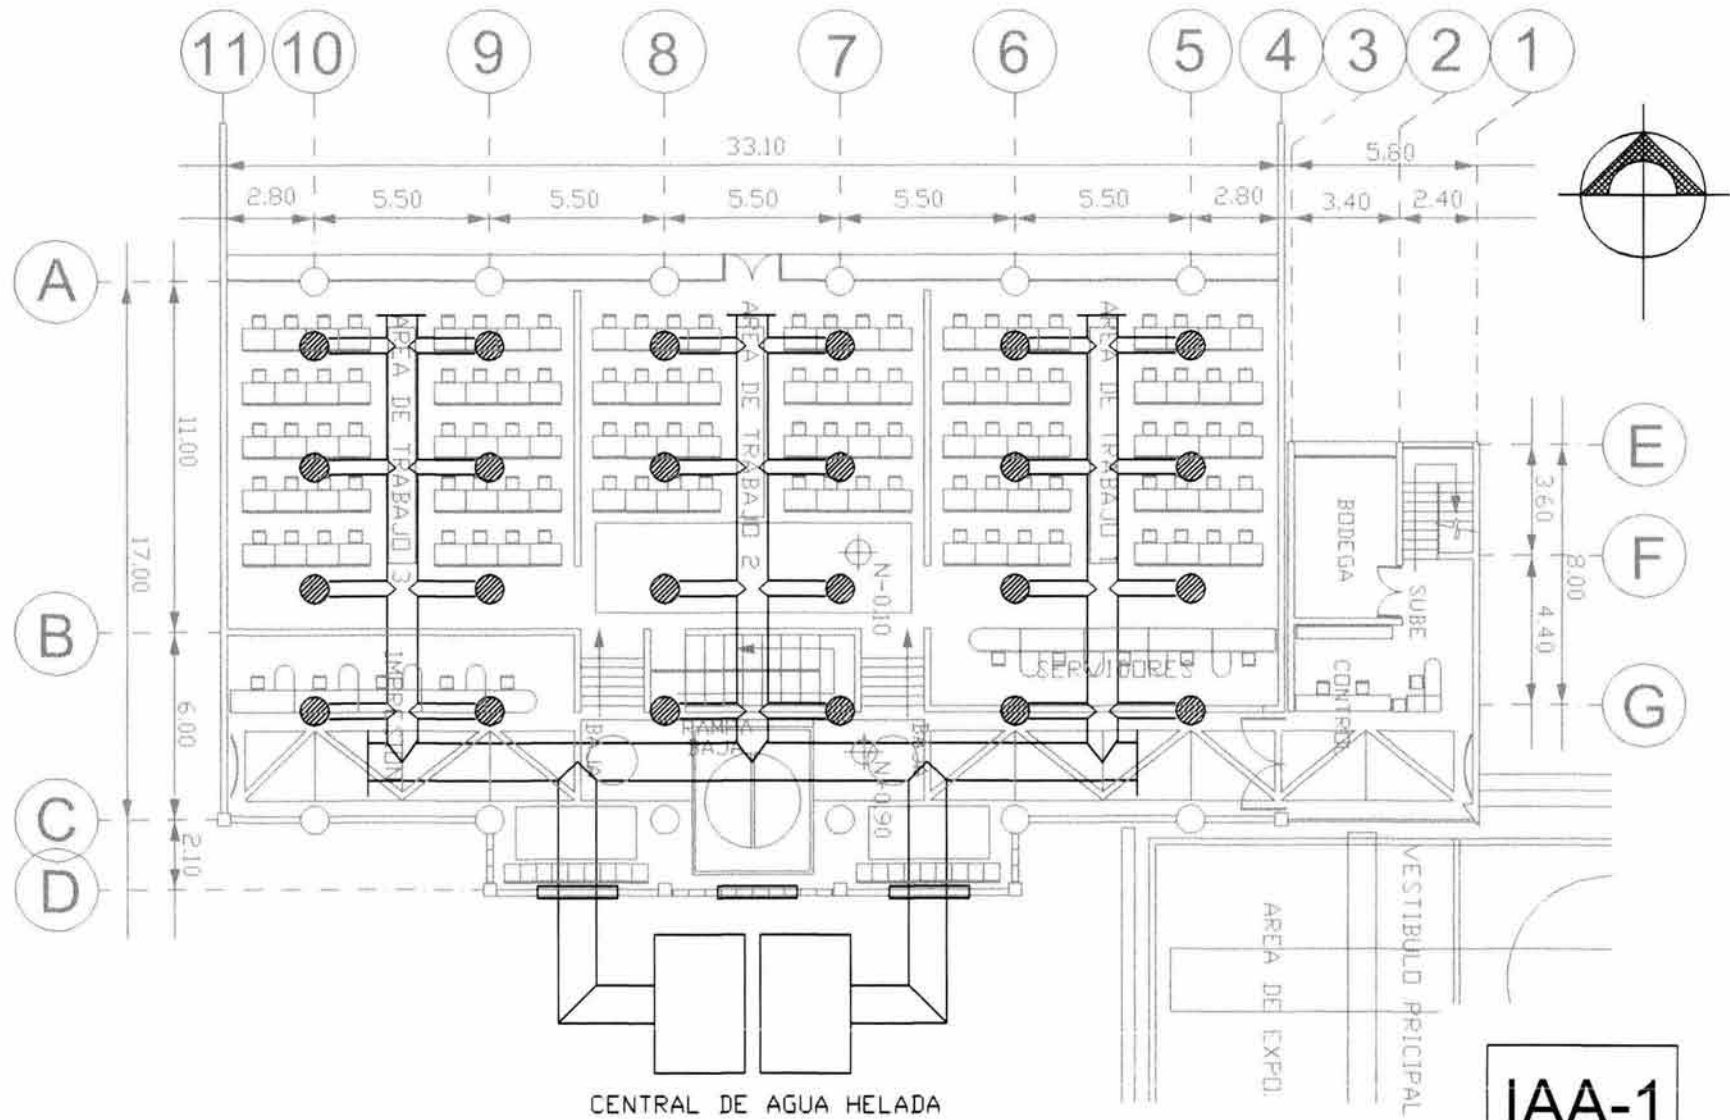 11 10 9 8 7 6 5 4 3 2 1
33.10 5.80
2.80 5.50 5.50 5.50 5.50 5.50 2.80 3.40 2.40
A
B
C
D
E
F
G
11.00
17.00
6.00
2.10
3.60
8.00
4.40
AREA DE TRABAJO 3
AREA DE TRABAJO 2
AREA DE TRABAJO 1
N-0.10
BODEGA
SUBE
SERVIDORES
CONTROL
IMPRESION
BAJA
RAMPA
BAJA
BAJA
N+0.90
AREA DE EXPO.
VESTIBULO PRICIPAL
CENTRAL DE AGUA HELADA
IAA-1